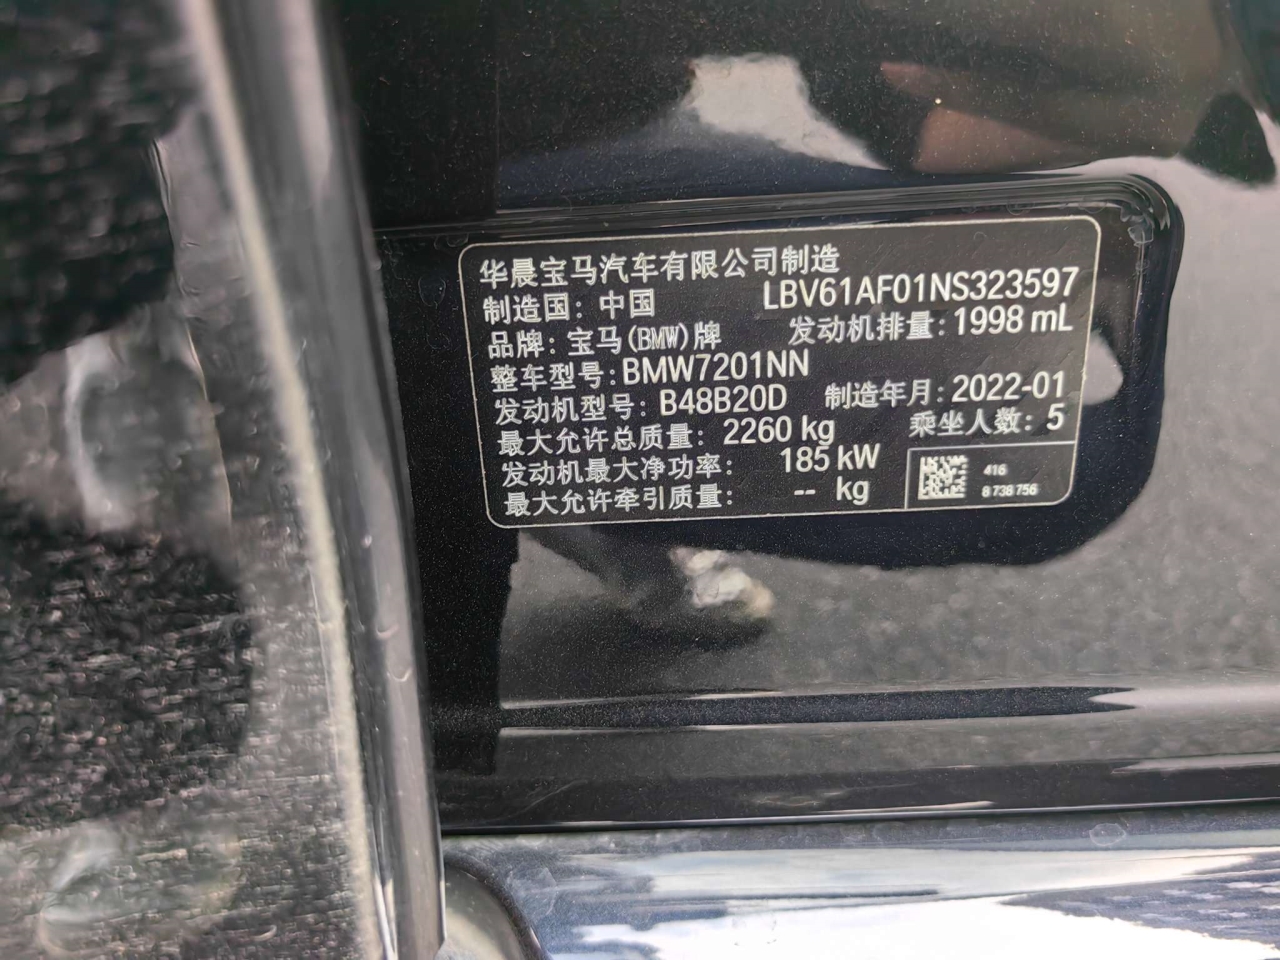 华晨宝马汽车有限公司制造
制造国：中国 LBV61AF01NS323597
品牌：宝马(BMW)牌 发动机排量：1998 mL
整车型号：BMW7201NN
发动机型号：B48B20D 制造年月：2022-01
最大允许总质量：2260 kg 乘坐人数：5
发动机最大净功率：185 kW
最大允许牵引质量：-- kg
416
8 738 756